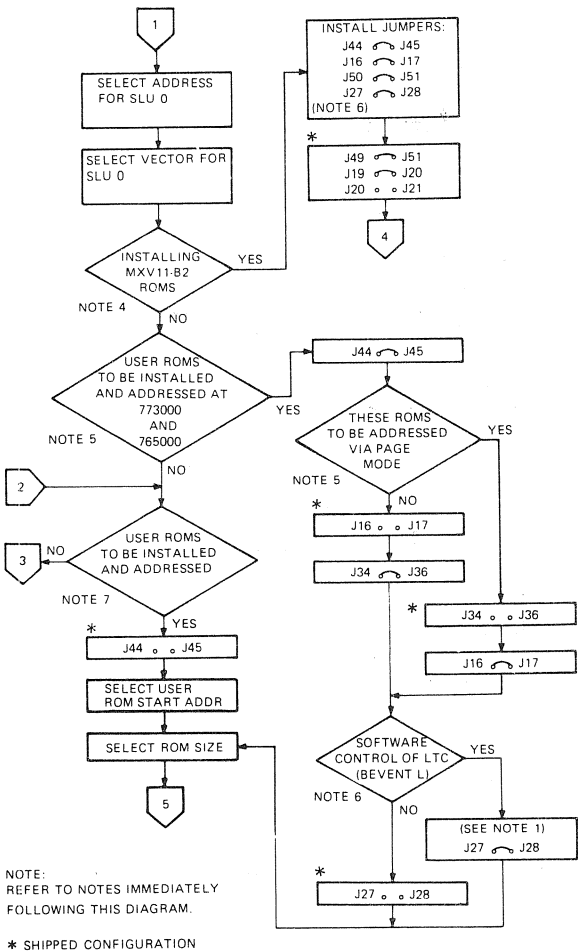 1
SELECT ADDRESS
FOR SLU 0
SELECT VECTOR FOR
SLU 0
INSTALLING
MXV11-B2
ROMS
NOTE 4
YES
NO
INSTALL JUMPERS:
J44 J45
J16 J17
J50 J51
J27 J28
(NOTE 6)
*
J49 J51
J19 J20
J20 J21
4
USER ROMS
TO BE INSTALLED
AND ADDRESSED AT
773000
AND
765000
NOTE 5
YES
NO
J44 J45
THESE ROMS
TO BE ADDRESSED
VIA PAGE
MODE
NOTE 5
YES
NO
*
J16 J17
J34 J36
*
J34 J36
J16 J17
2
USER ROMS
TO BE INSTALLED
AND ADDRESSED
NOTE 7
NO
3
YES
*
J44 J45
SELECT USER
ROM START ADDR
SELECT ROM SIZE
5
SOFTWARE
CONTROL OF LTC
(BEVENT L)
NOTE 6
YES
NO
(SEE NOTE 1)
J27 J28
*
J27 J28
NOTE:
REFER TO NOTES IMMEDIATELY
FOLLOWING THIS DIAGRAM.
* SHIPPED CONFIGURATION